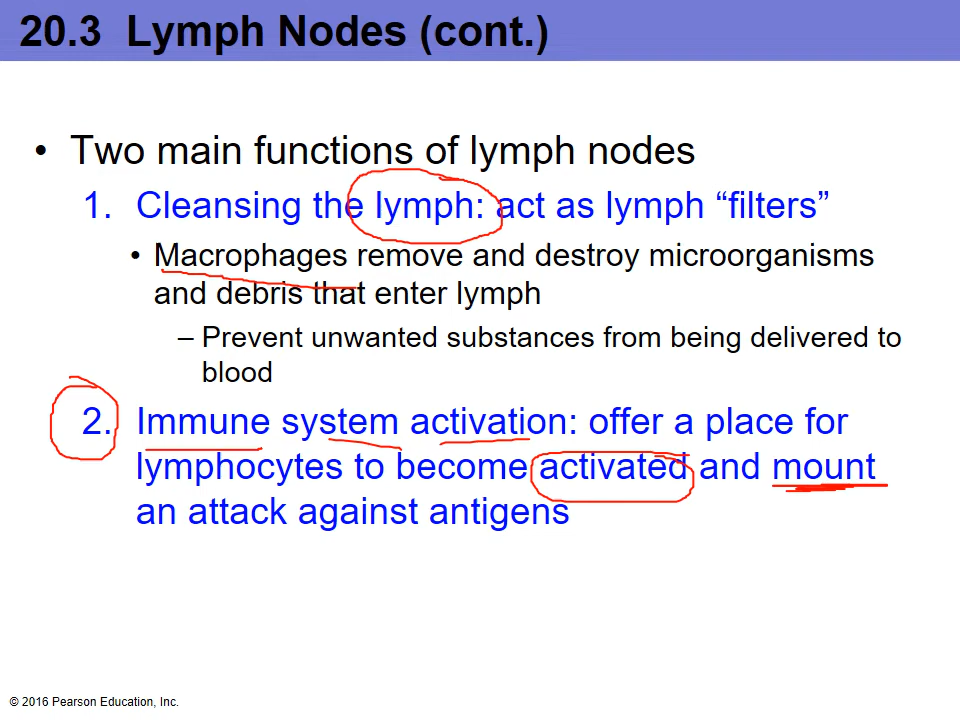 20.3 Lymph Nodes (cont.)
• Two main functions of lymph nodes
1. Cleansing the lymph: act as lymph “filters”
• Macrophages remove and destroy microorganisms
and debris that enter lymph
– Prevent unwanted substances from being delivered to
blood
2. Immune system activation: offer a place for
lymphocytes to become activated and mount
an attack against antigens
© 2016 Pearson Education, Inc.